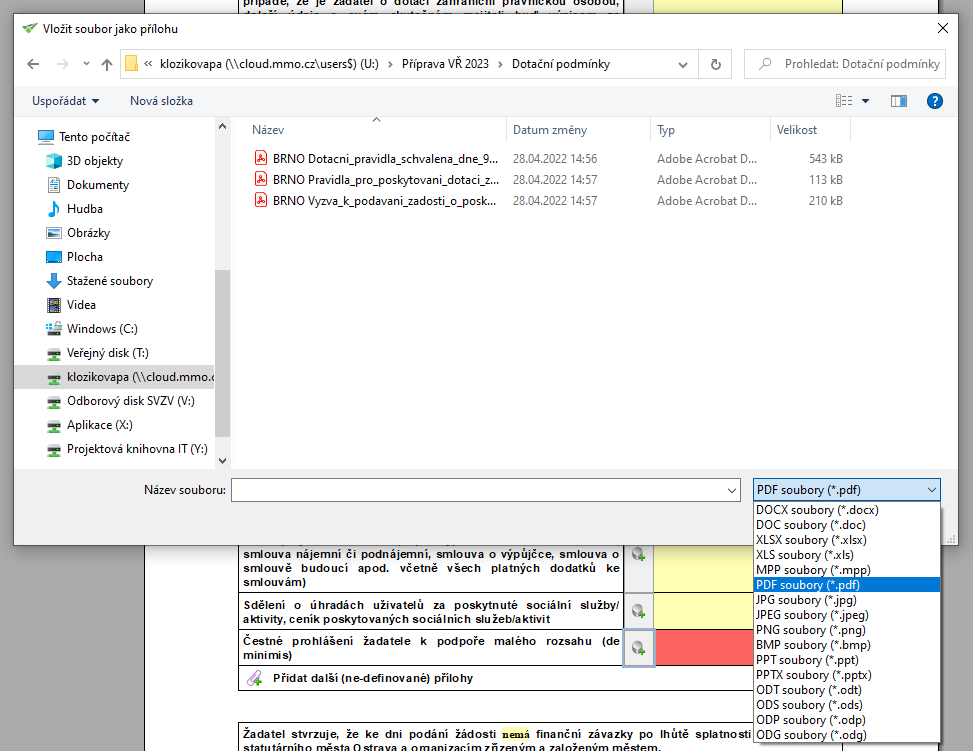 případě, že je žadatel o dotaci zahraniční právnickou osobou,
Vložit soubor jako přílohu
« klozikovapa (\\cloud.mmo.cz\users$) (U:) › Příprava VŘ 2023 › Dotační podmínky
Prohledat: Dotační podmínky
Uspořádat
Nová složka
Tento počítač
3D objekty
Dokumenty
Hudba
Obrázky
Plocha
Stažené soubory
Videa
Windows (C:)
Veřejný disk (T:)
klozikovapa (\\cloud.mmo.c
Odborový disk SVZV (V:)
Aplikace (X:)
Projektová knihovna IT (Y:)
Název Datum změny Typ Velikost
BRNO Dotacni_pravidla_schvalena_dne_9... 28.04.2022 14:56 Adobe Acrobat D... 543 kB
BRNO Pravidla_pro_poskytovani_dotaci_z... 28.04.2022 14:57 Adobe Acrobat D... 113 kB
BRNO Vyzva_k_podavani_zadosti_o_posk... 28.04.2022 14:57 Adobe Acrobat D... 210 kB
Název souboru:
PDF soubory (*.pdf)
DOCX soubory (*.docx)
DOC soubory (*.doc)
XLSX soubory (*.xlsx)
XLS soubory (*.xls)
MPP soubory (*.mpp)
PDF soubory (*.pdf)
JPG soubory (*.jpg)
JPEG soubory (*.jpeg)
PNG soubory (*.png)
BMP soubory (*.bmp)
PPT soubory (*.ppt)
PPTX soubory (*.pptx)
ODT soubory (*.odt)
ODS soubory (*.ods)
ODP soubory (*.odp)
ODG soubory (*.odg)
smlouva nájemní či podnájemní, smlouva o výpůjčce, smlouva o
smlouvě budoucí apod. včetně všech platných dodatků ke
smlouvám)
Sdělení o úhradách uživatelů za poskytnuté sociální služby/
aktivity, ceník poskytovaných sociálních služeb/aktivit
Čestné prohlášení žadatele k podpoře malého rozsahu (de
minimis)
Přidat další (ne-definované) přílohy
Žadatel stvrzuje, že ke dni podání žádosti nemá finanční závazky po lhůtě splatnosti
statutárního města Ostrava a organizacím zřízeným a založeným městem.